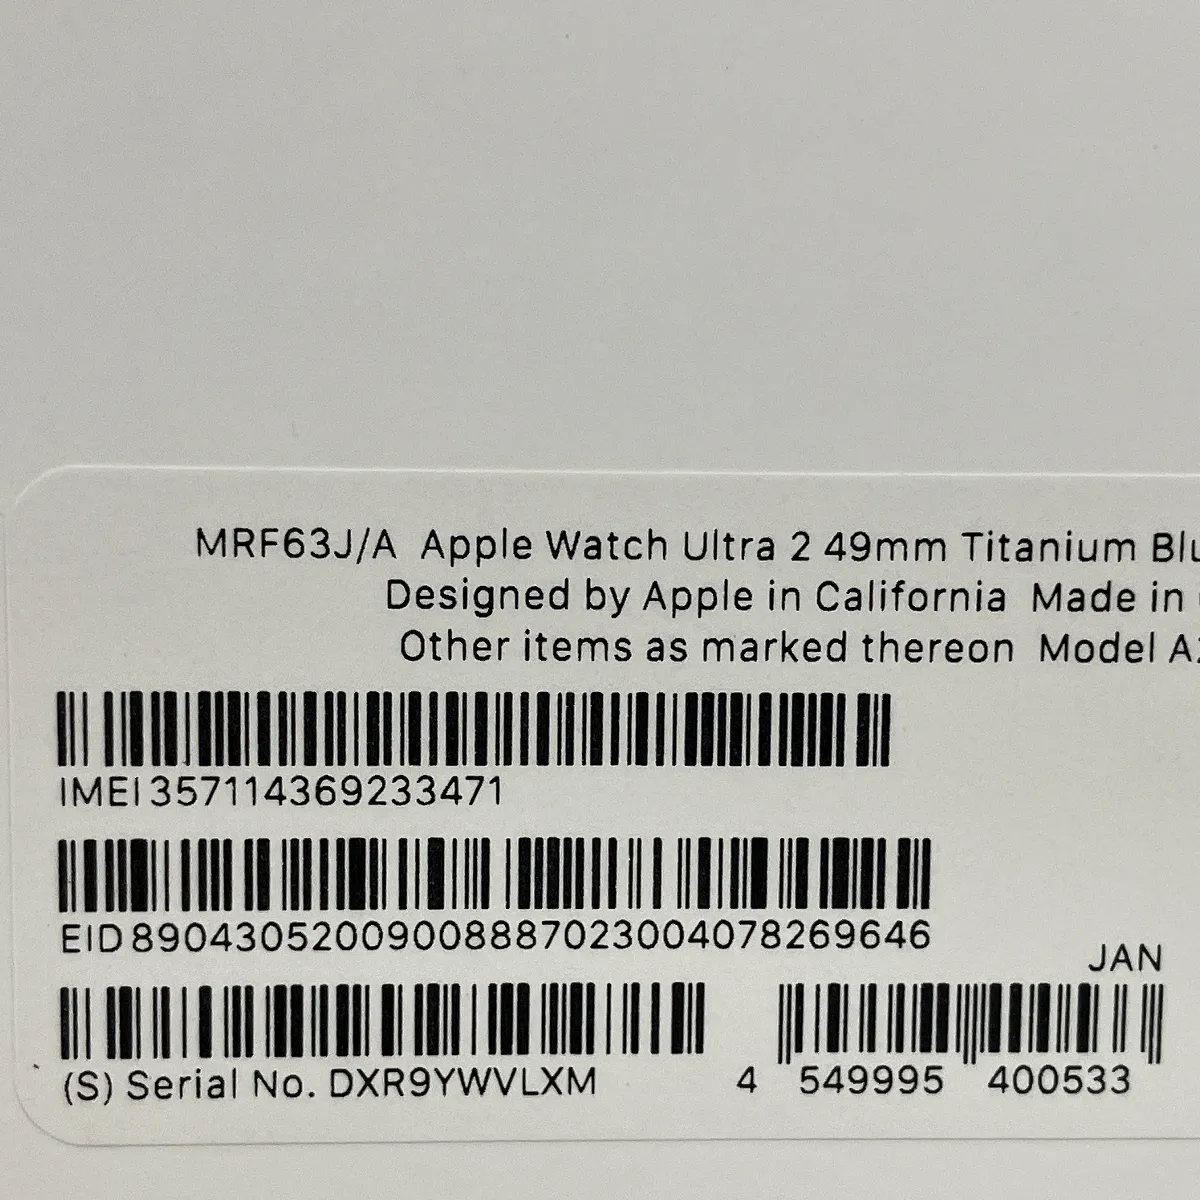 MRF63J/A Apple Watch Ultra 2 49mm Titanium
Designed by Apple in California Made in
Other items as marked thereon Model
IMEI 357114369233471
EID 89043052009008887023004078269646
JAN
(S) Serial No. DXR9YWVLXM
4 549995 400533